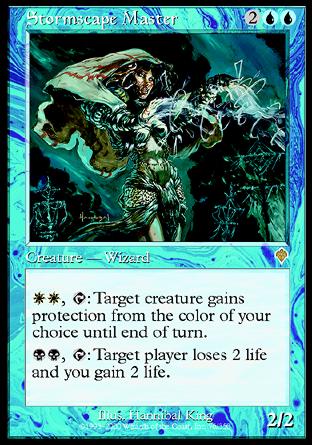 Stormscape Master 2
Creature — Wizard
, : Target creature gains
protection from the color of your
choice until end of turn.
, : Target player loses 2 life
and you gain 2 life.
Illus. Hannibal King
2/2